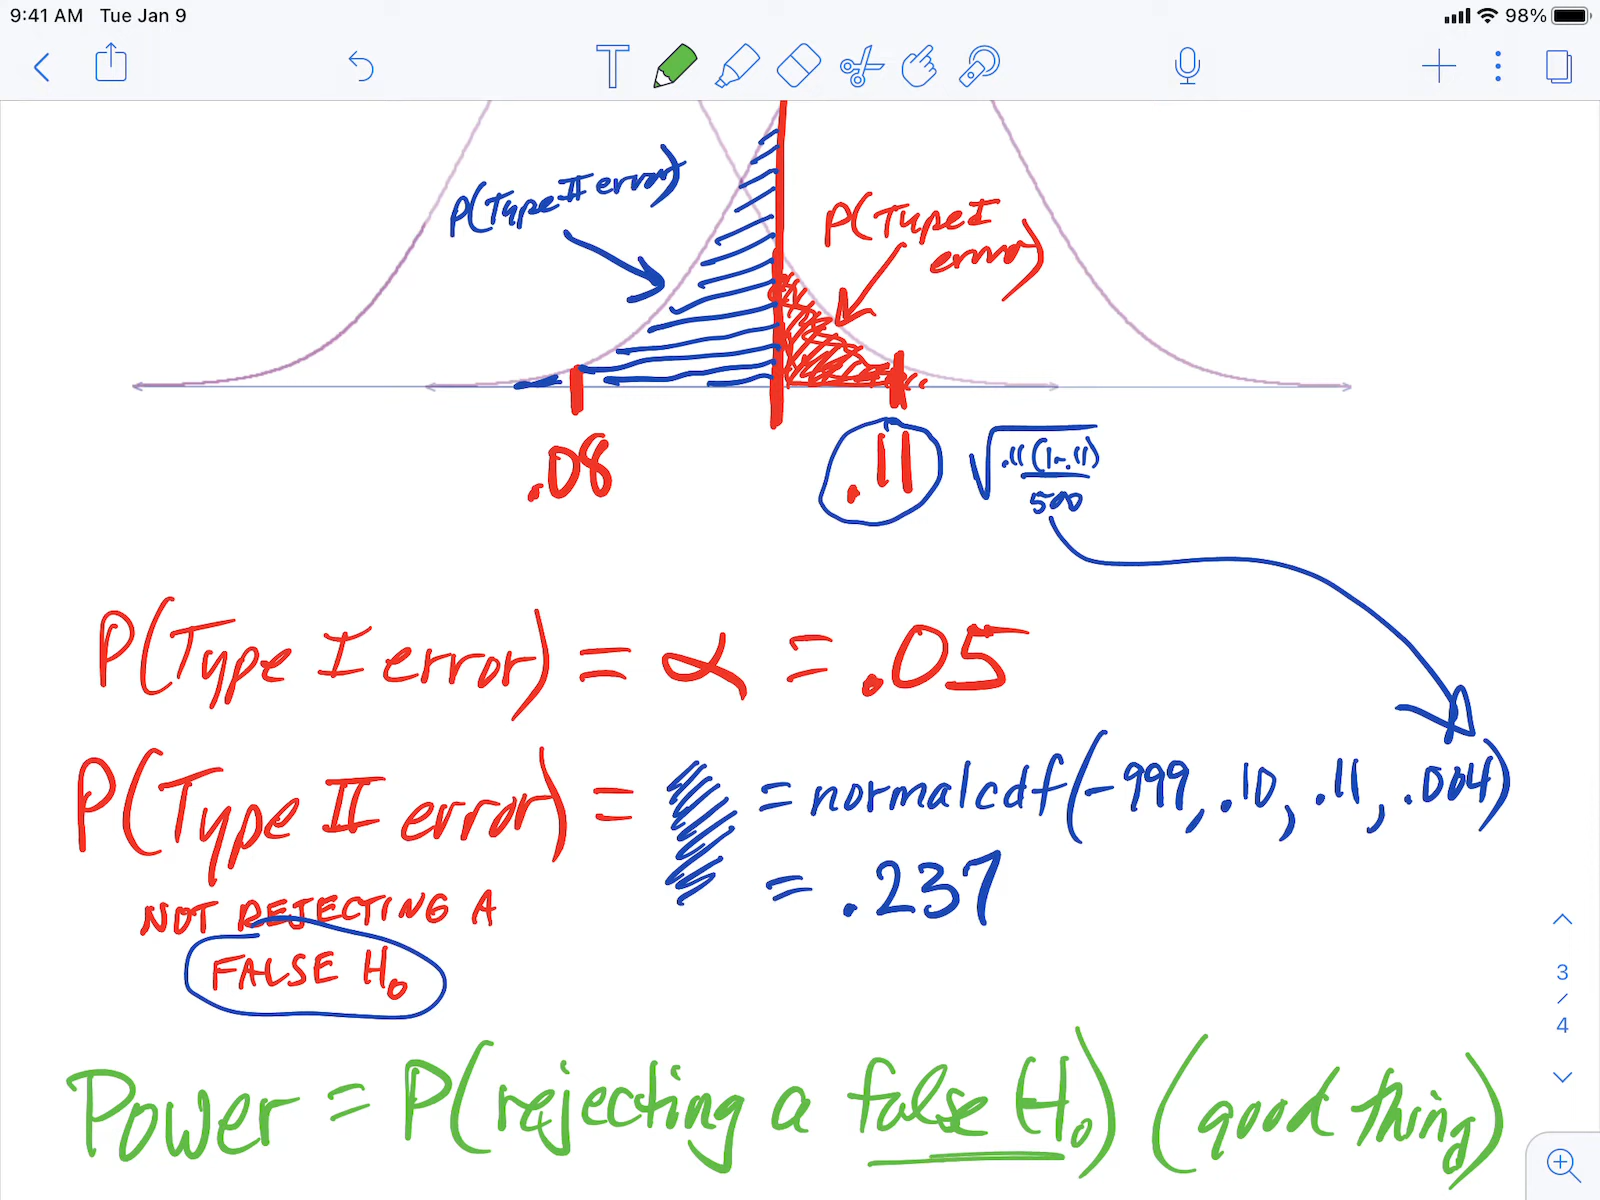 9:41 AM Tue Jan 9
98%
T
P(Type II error)
P(Type I
error)
.08
.11
√.11(1-.11)
500
P(Type I error) = α = .05
P(Type II error) = = normalcdf(-999, .10, .11, .004)
= .237
NOT REJECTING A
FALSE H₀
3
/
4
Power = P(rejecting a false H₀) (good thing)